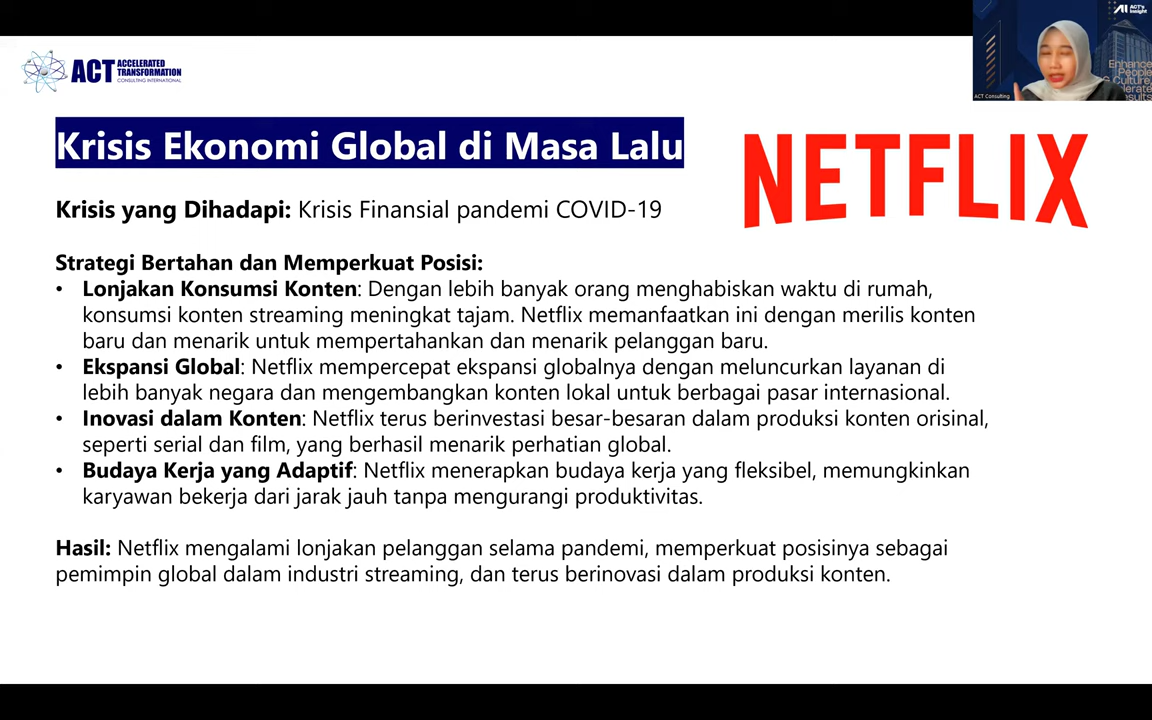 ACT ACCELERATED
TRANSFORMATION
CONSULTING INTERNATIONAL
ACT's
Insight
Enhance
People
Culture,
ACT Consulting
Krisis Ekonomi Global di Masa Lalu
NETFLIX
Krisis yang Dihadapi: Krisis Finansial pandemi COVID-19
Strategi Bertahan dan Memperkuat Posisi:
• Lonjakan Konsumsi Konten: Dengan lebih banyak orang menghabiskan waktu di rumah,
konsumsi konten streaming meningkat tajam. Netflix memanfaatkan ini dengan merilis konten
baru dan menarik untuk mempertahankan dan menarik pelanggan baru.
• Ekspansi Global: Netflix mempercepat ekspansi globalnya dengan meluncurkan layanan di
lebih banyak negara dan mengembangkan konten lokal untuk berbagai pasar internasional.
• Inovasi dalam Konten: Netflix terus berinvestasi besar-besaran dalam produksi konten orisinal,
seperti serial dan film, yang berhasil menarik perhatian global.
• Budaya Kerja yang Adaptif: Netflix menerapkan budaya kerja yang fleksibel, memungkinkan
karyawan bekerja dari jarak jauh tanpa mengurangi produktivitas.
Hasil: Netflix mengalami lonjakan pelanggan selama pandemi, memperkuat posisinya sebagai
pemimpin global dalam industri streaming, dan terus berinovasi dalam produksi konten.